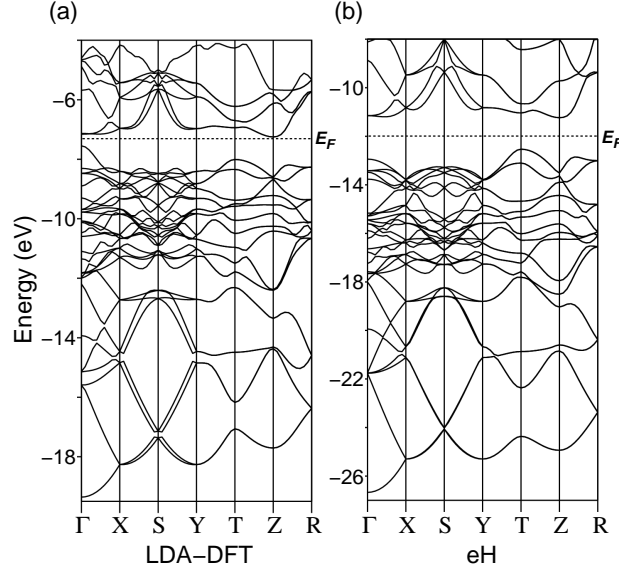 (a)
(b)
Energy (eV)
−6
−10
−14
−18
E_F
Γ X S Y T Z R
LDA−DFT
−10
−14
−18
−22
−26
E_F
Γ X S Y T Z R
eH